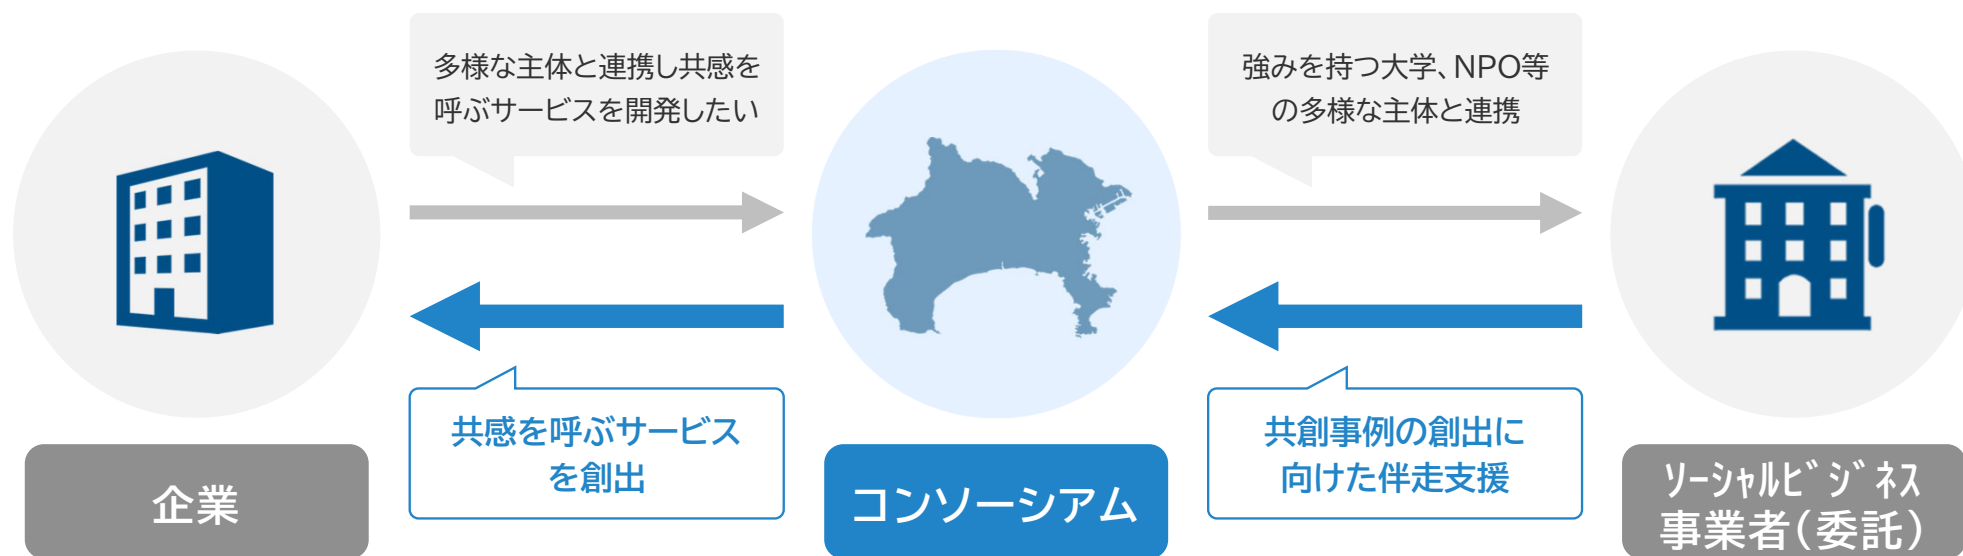 多様な主体と連携し共感を
呼ぶサービスを開発したい
強みを持つ大学、NPO等
の多様な主体と連携
共感を呼ぶサービス
を創出
共創事例の創出に
向けた伴走支援
企業
コンソーシアム
ｿｰｼｬﾙﾋﾞｼﾞﾈｽ
事業者(委託)